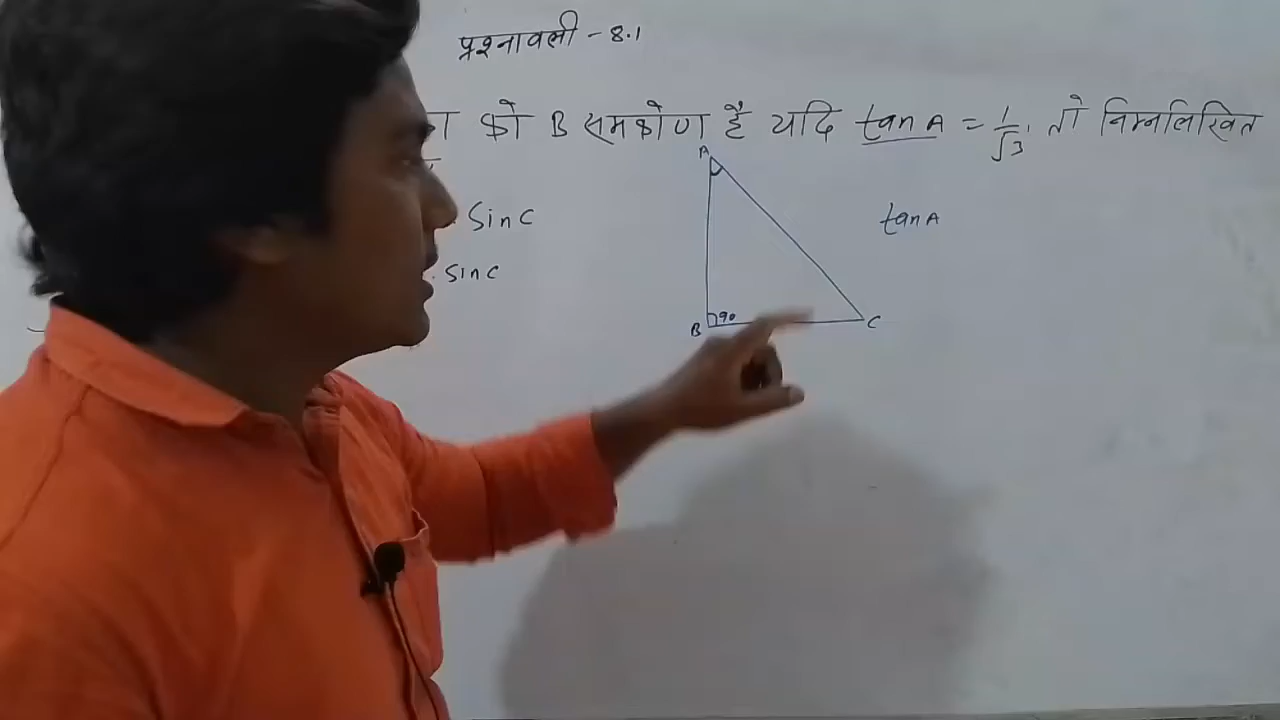 प्रश्नावली - 8.1
को B समकोण है यदि tan A = 1/√3 तो निम्नलिखित
A
Sin C
tan A
sin C
B
90
C